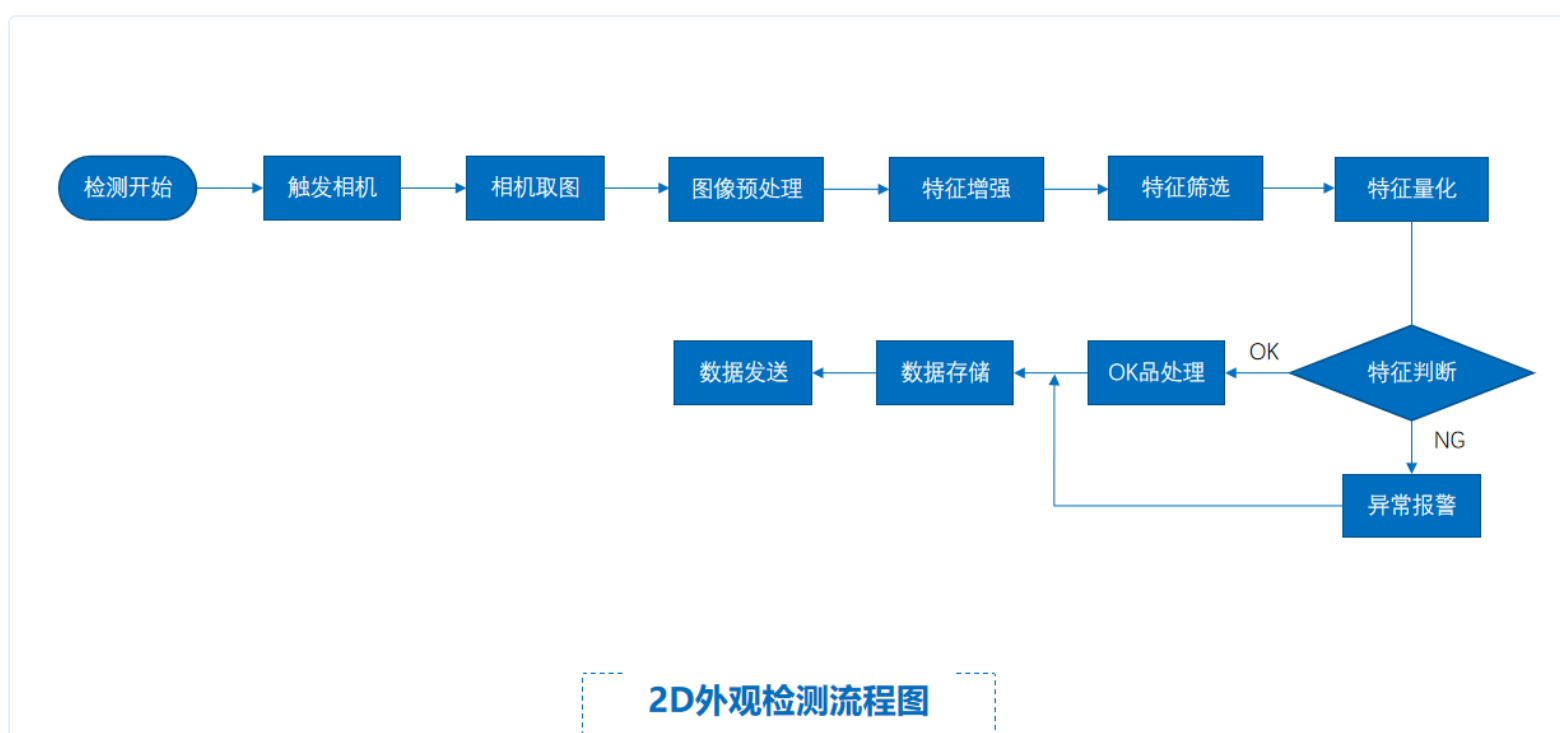 检测开始
触发相机
相机取图
图像预处理
特征增强
特征筛选
特征量化
特征判断
OK
OK品处理
数据存储
数据发送
NG
异常报警
2D外观检测流程图